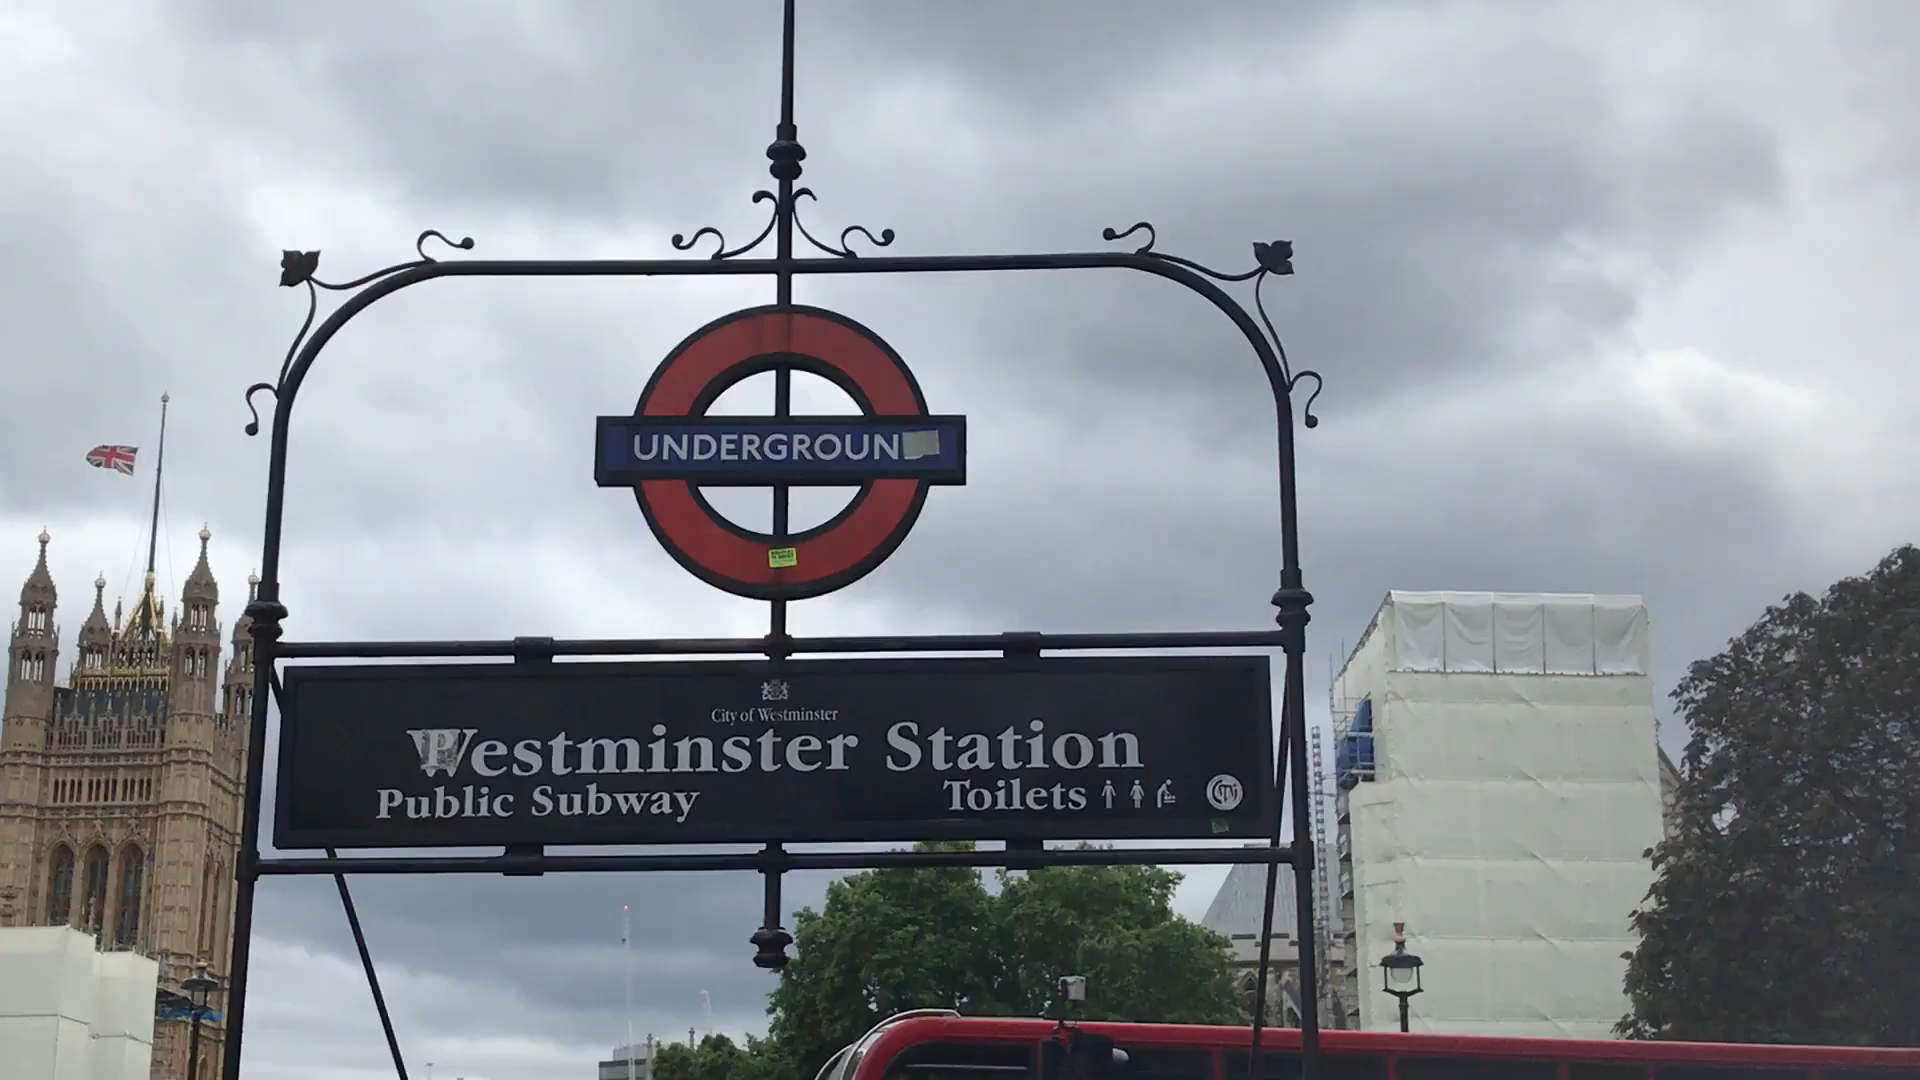 UNDERGROUN
City of Westminster
Westminster Station
Public Subway
Toilets